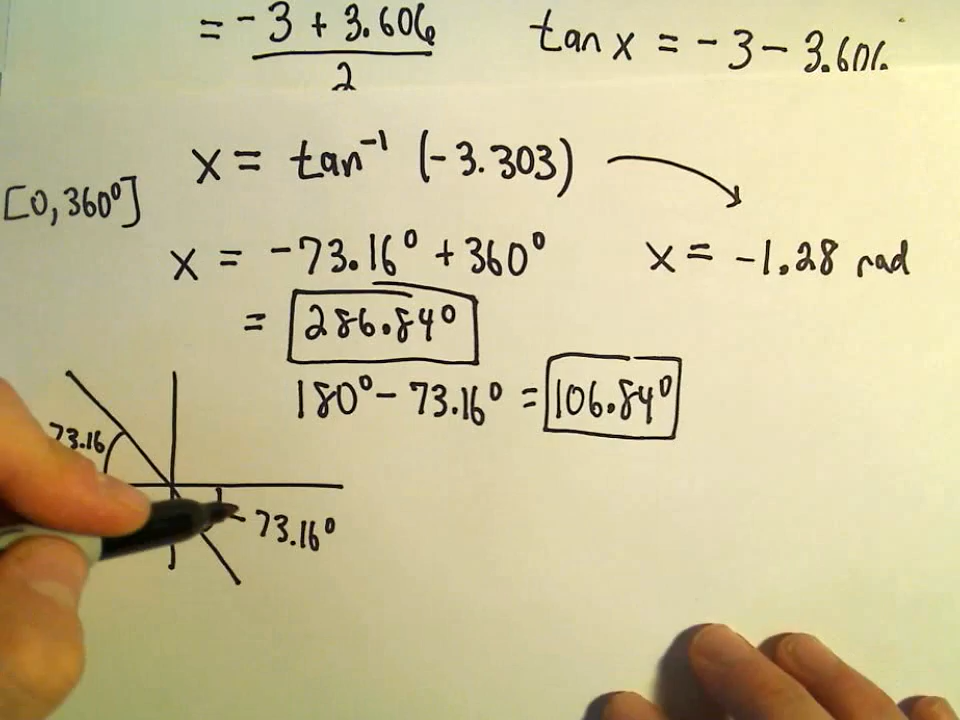 = -3 + 3.606 / 2
tan x = -3 - 3.606
x = tan⁻¹ (-3.303)
[0, 360°]
x = -73.16° + 360°
x = -1.28 rad
= 286.84°
180° - 73.16° = 106.84°
73.16
-73.16°